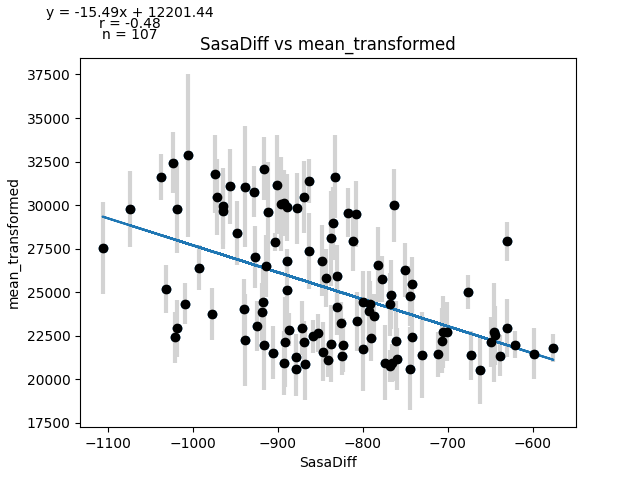 y = -15.49x + 12201.44
r = -0.48
n = 107
SasaDiff vs mean_transformed
37500
35000
32500
30000
27500
25000
22500
20000
17500
mean_transformed
−1100 −1000 −900 −800 −700 −600
SasaDiff